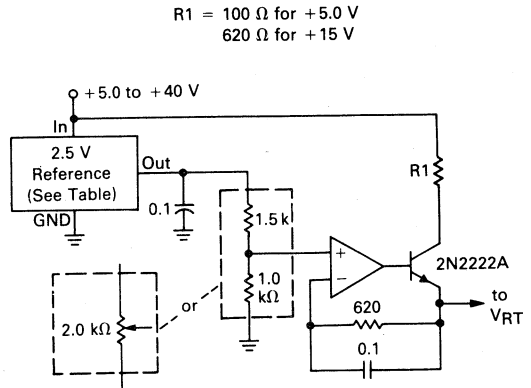 R1 = 100 Ω for +5.0 V
620 Ω for +15 V
+5.0 to +40 V
In
2.5 V
Reference
(See Table)
Out
GND
0.1
1.5 k
1.0
kΩ
R1
+
−
2N2222A
to
VRT
620
0.1
2.0 kΩ
or